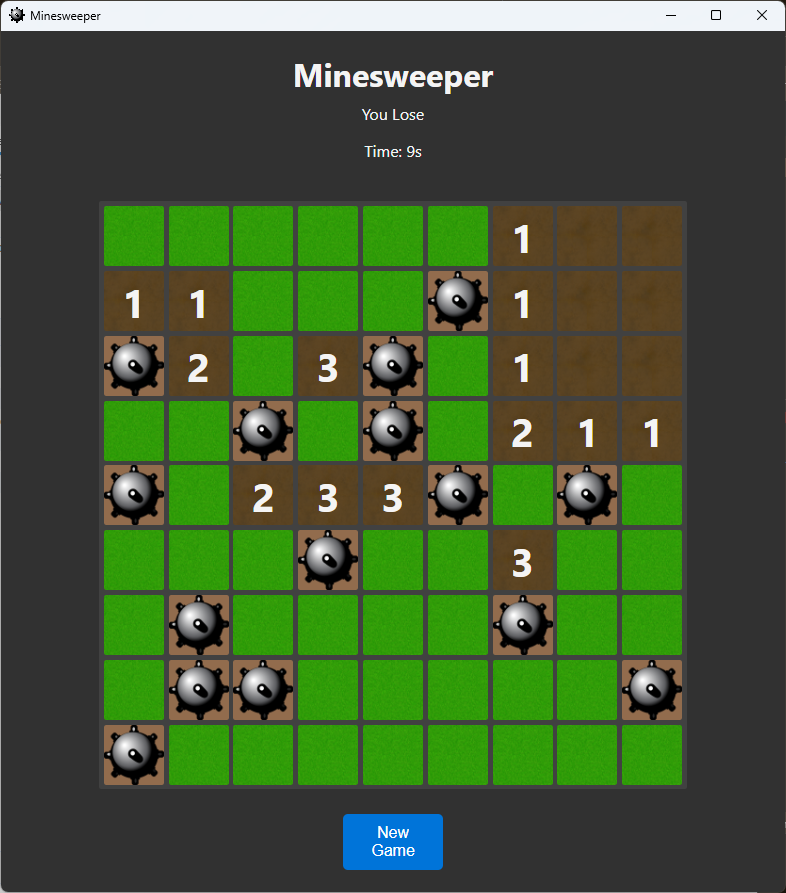 Minesweeper
Minesweeper
You Lose
Time: 9s
1
1 1 1
2 3 1
2 1 1
2 3 3
3
New
Game